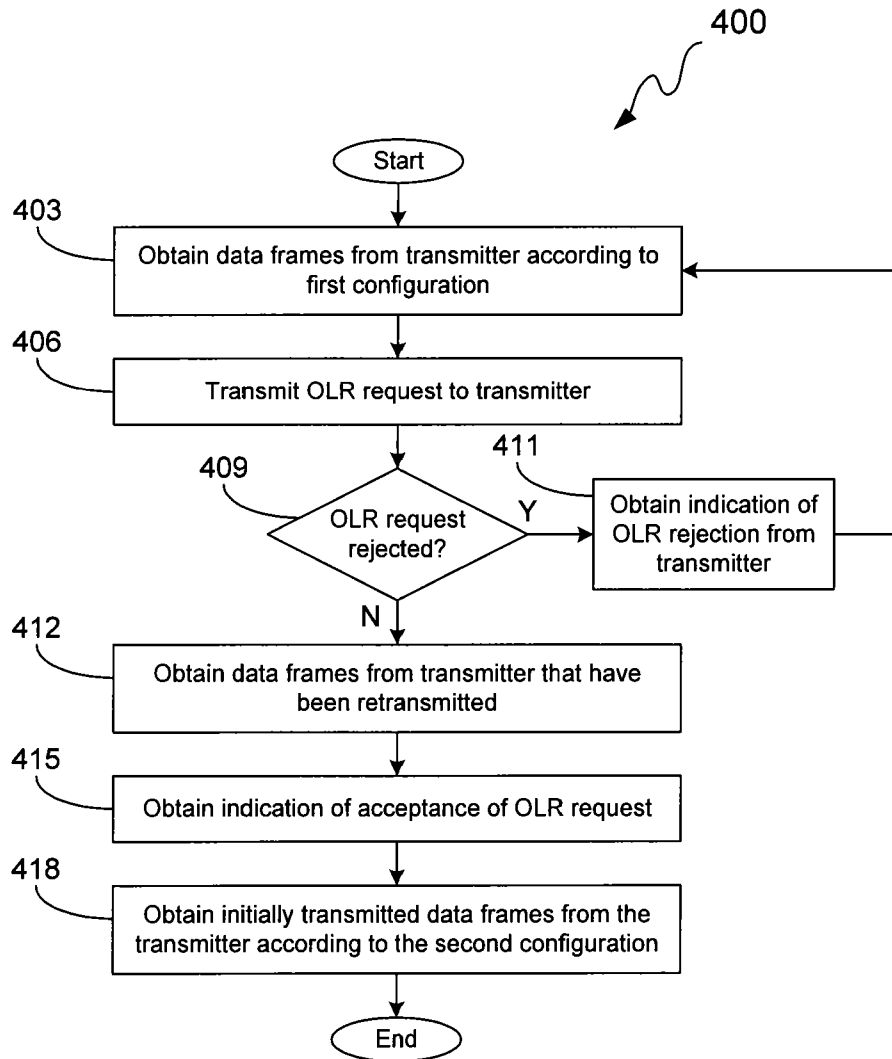 400
Start
403
Obtain data frames from transmitter according to
first configuration
406
Transmit OLR request to transmitter
409
OLR request
rejected?
Y
411
Obtain indication of
OLR rejection from
transmitter
N
412
Obtain data frames from transmitter that have
been retransmitted
415
Obtain indication of acceptance of OLR request
418
Obtain initially transmitted data frames from the
transmitter according to the second configuration
End